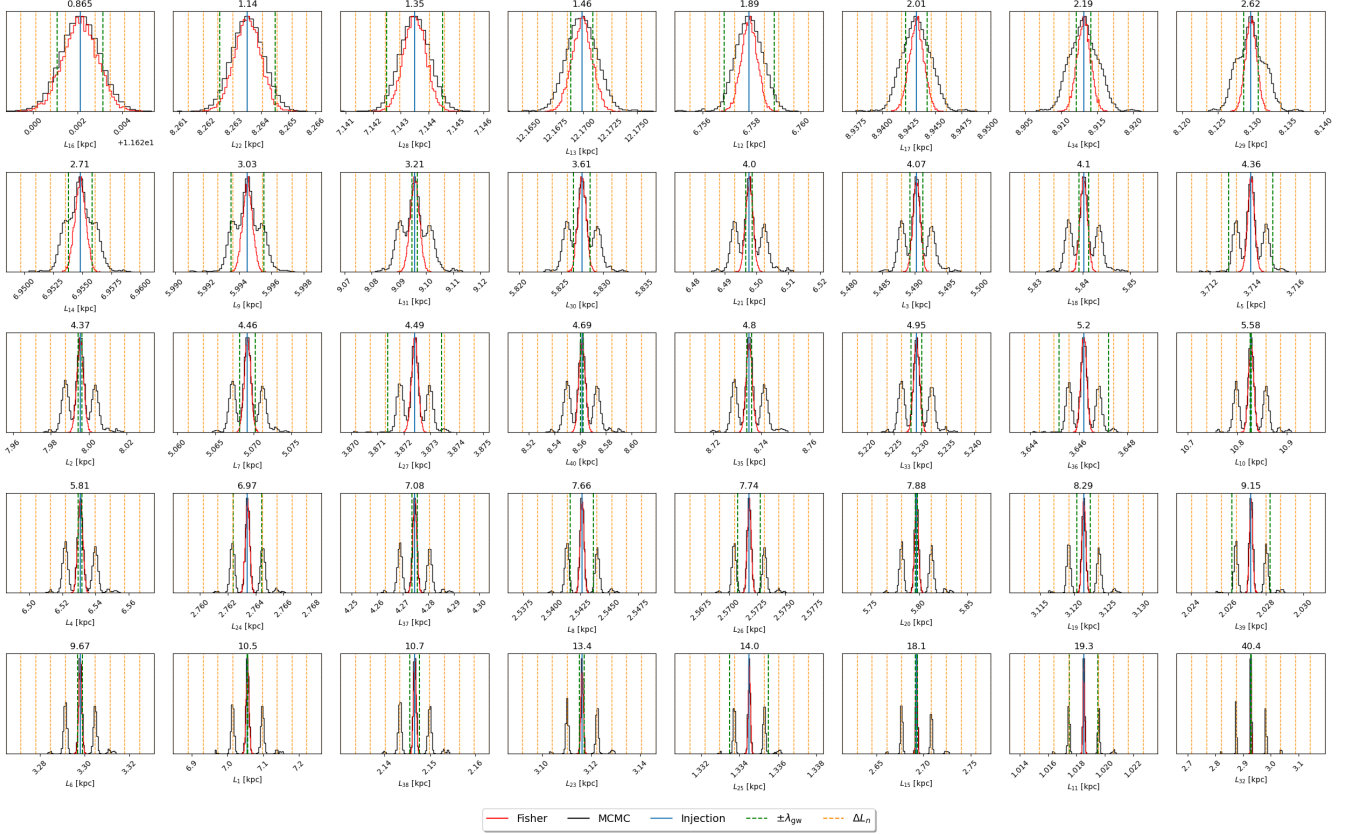 0.865 1.14 1.35 1.46 1.89 2.01 2.19 2.62
0.000 0.002 0.004 8.261 8.262 8.263 8.264 8.265 8.266 7.141 7.142 7.143 7.144 7.145 7.146 12.1650 12.1675 12.1700 12.1725 12.1750 6.756 6.758 6.760 8.9375 8.9400 8.9425 8.9450 8.9475 8.9500 8.905 8.910 8.915 8.920 8.120 8.125 8.130 8.135 8.140
+1.162e1
L16 [kpc] L22 [kpc] L28 [kpc] L13 [kpc] L12 [kpc] L17 [kpc] L34 [kpc] L29 [kpc]
2.71 3.03 3.21 3.61 4.0 4.07 4.1 4.36
6.9500 6.9525 6.9550 6.9575 6.9600 5.990 5.992 5.994 5.996 5.998 9.07 9.08 9.09 9.10 9.11 9.12 5.820 5.825 5.830 5.835 6.48 6.49 6.50 6.51 6.52 5.480 5.485 5.490 5.495 5.500 5.83 5.84 5.85 3.712 3.714 3.716
L14 [kpc] L9 [kpc] L31 [kpc] L30 [kpc] L21 [kpc] L3 [kpc] L18 [kpc] L5 [kpc]
4.37 4.46 4.49 4.69 4.8 4.95 5.2 5.58
7.96 7.98 8.00 8.02 5.060 5.065 5.070 5.075 3.870 3.871 3.872 3.873 3.874 3.875 8.52 8.54 8.56 8.58 8.60 8.72 8.74 8.76 5.220 5.225 5.230 5.235 5.240 3.644 3.646 3.648 10.7 10.8 10.9
L2 [kpc] L7 [kpc] L27 [kpc] L40 [kpc] L35 [kpc] L33 [kpc] L36 [kpc] L10 [kpc]
5.81 6.97 7.08 7.66 7.74 7.88 8.29 9.15
6.50 6.52 6.54 6.56 2.760 2.762 2.764 2.766 2.768 4.25 4.26 4.27 4.28 4.29 4.30 2.5375 2.5400 2.5425 2.5450 2.5475 2.5675 2.5700 2.5725 2.5750 2.5775 5.75 5.80 5.85 3.115 3.120 3.125 3.130 2.024 2.026 2.028 2.030
L4 [kpc] L24 [kpc] L37 [kpc] L8 [kpc] L26 [kpc] L20 [kpc] L19 [kpc] L39 [kpc]
9.67 10.5 10.7 13.4 14.0 18.1 19.3 40.4
3.28 3.30 3.32 6.9 7.0 7.1 7.2 2.14 2.15 2.16 3.10 3.12 3.14 1.332 1.334 1.336 1.338 2.65 2.70 2.75 1.014 1.016 1.018 1.020 1.022 2.7 2.8 2.9 3.0 3.1
L6 [kpc] L1 [kpc] L38 [kpc] L23 [kpc] L25 [kpc] L15 [kpc] L11 [kpc] L32 [kpc]
Fisher MCMC Injection ±λgw ΔLn